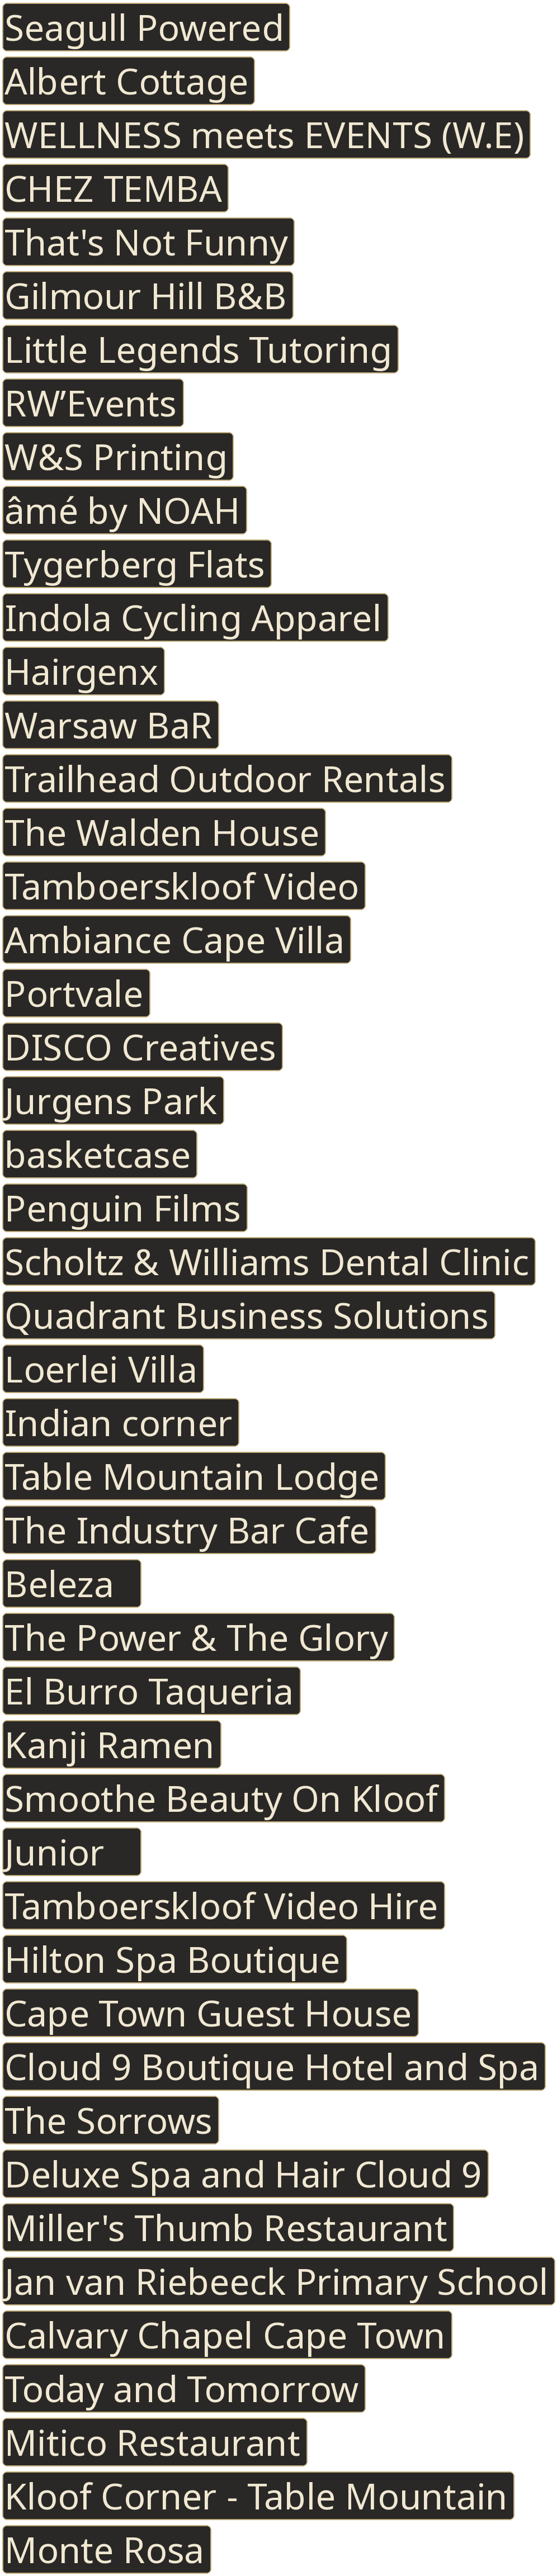 Seagull Powered
Albert Cottage
WELLNESS meets EVENTS (W.E)
CHEZ TEMBA
That's Not Funny
Gilmour Hill B&B
Little Legends Tutoring
RW’Events
W&S Printing
âmé by NOAH
Tygerberg Flats
Indola Cycling Apparel
Hairgenx
Warsaw BaR
Trailhead Outdoor Rentals
The Walden House
Tamboerskloof Video
Ambiance Cape Villa
Portvale
DISCO Creatives
Jurgens Park
basketcase
Penguin Films
Scholtz & Williams Dental Clinic
Quadrant Business Solutions
Loerlei Villa
Indian corner
Table Mountain Lodge
The Industry Bar Cafe
Beleza
The Power & The Glory
El Burro Taqueria
Kanji Ramen
Smoothe Beauty On Kloof
Junior
Tamboerskloof Video Hire
Hilton Spa Boutique
Cape Town Guest House
Cloud 9 Boutique Hotel and Spa
The Sorrows
Deluxe Spa and Hair Cloud 9
Miller's Thumb Restaurant
Jan van Riebeeck Primary School
Calvary Chapel Cape Town
Today and Tomorrow
Mitico Restaurant
Kloof Corner - Table Mountain
Monte Rosa